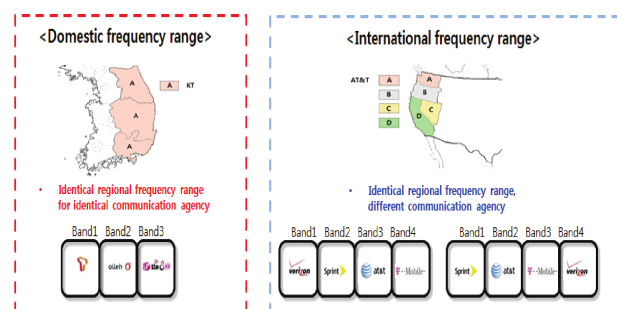 <Domestic frequency range>
A
A
A
A KT
• Identical regional frequency range
for identical communication agency
Band1 Band2 Band3
olleh
<International frequency range>
AT&T A
B
C
D
A
B
C
D
• Identical regional frequency range,
different communication agency
Band1 Band2 Band3 Band4
verizon Sprint at&t T··Mobile·
Band1 Band2 Band3 Band4
Sprint at&t T··Mobile· verizon